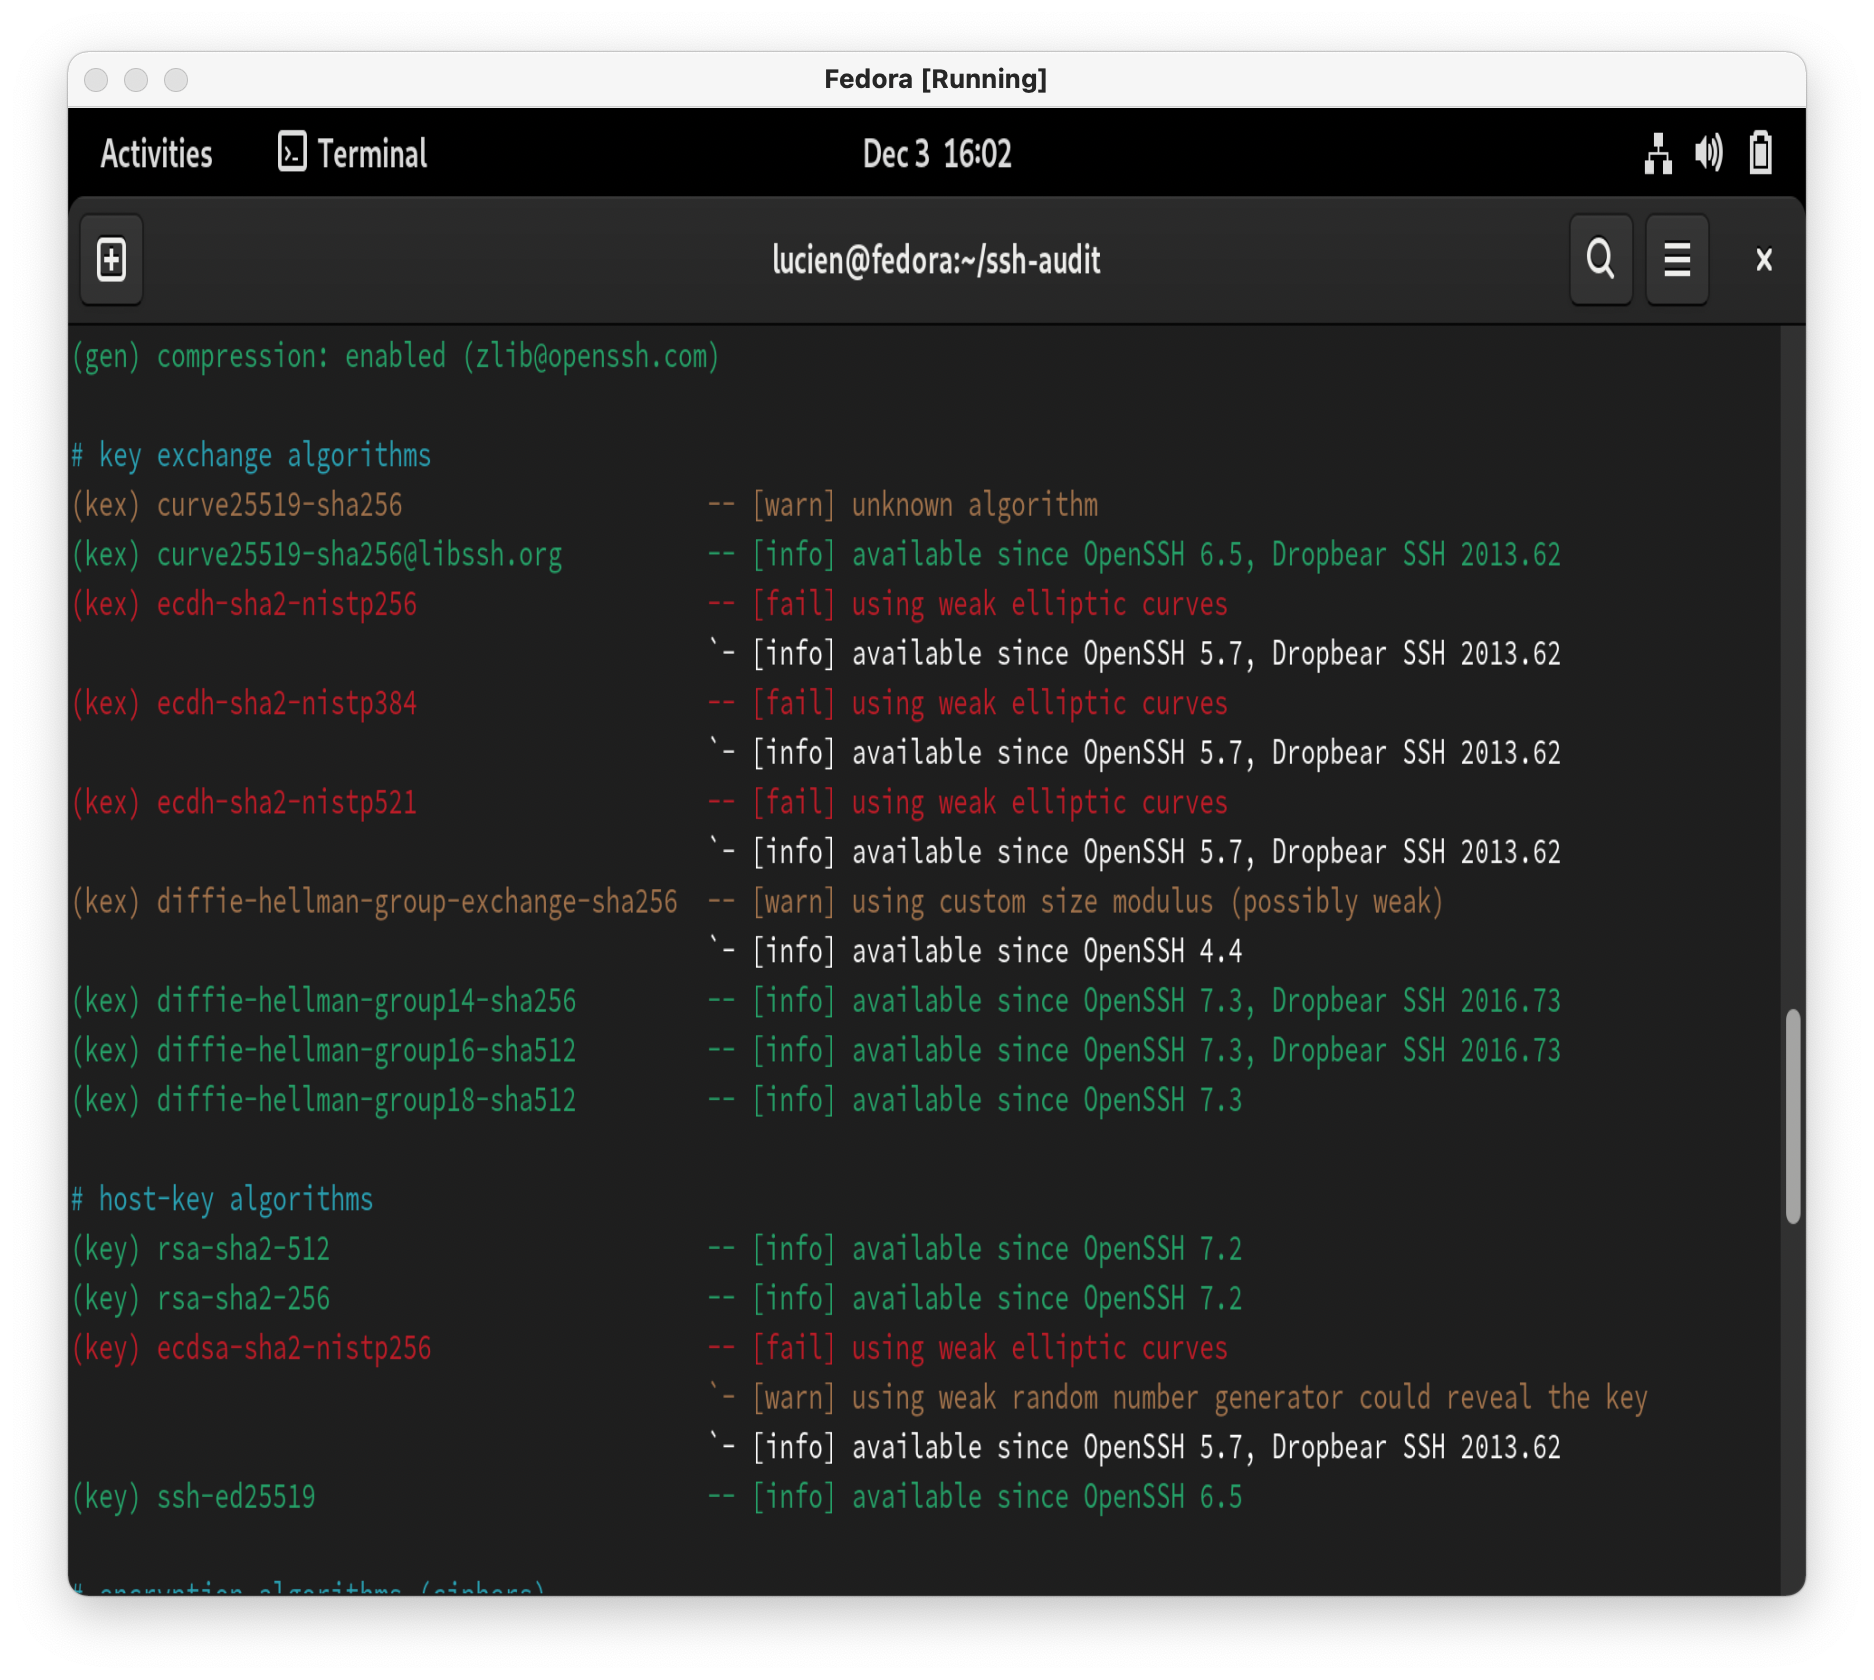 Fedora [Running]
Activities Terminal Dec 3 16:02
lucien@fedora:~/ssh-audit
(gen) compression: enabled (zlib@openssh.com)
# key exchange algorithms
(kex) curve25519-sha256 -- [warn] unknown algorithm
(kex) curve25519-sha256@libssh.org -- [info] available since OpenSSH 6.5, Dropbear SSH 2013.62
(kex) ecdh-sha2-nistp256 -- [fail] using weak elliptic curves
`- [info] available since OpenSSH 5.7, Dropbear SSH 2013.62
(kex) ecdh-sha2-nistp384 -- [fail] using weak elliptic curves
`- [info] available since OpenSSH 5.7, Dropbear SSH 2013.62
(kex) ecdh-sha2-nistp521 -- [fail] using weak elliptic curves
`- [info] available since OpenSSH 5.7, Dropbear SSH 2013.62
(kex) diffie-hellman-group-exchange-sha256 -- [warn] using custom size modulus (possibly weak)
`- [info] available since OpenSSH 4.4
(kex) diffie-hellman-group14-sha256 -- [info] available since OpenSSH 7.3, Dropbear SSH 2016.73
(kex) diffie-hellman-group16-sha512 -- [info] available since OpenSSH 7.3, Dropbear SSH 2016.73
(kex) diffie-hellman-group18-sha512 -- [info] available since OpenSSH 7.3
# host-key algorithms
(key) rsa-sha2-512 -- [info] available since OpenSSH 7.2
(key) rsa-sha2-256 -- [info] available since OpenSSH 7.2
(key) ecdsa-sha2-nistp256 -- [fail] using weak elliptic curves
`- [warn] using weak random number generator could reveal the key
`- [info] available since OpenSSH 5.7, Dropbear SSH 2013.62
(key) ssh-ed25519 -- [info] available since OpenSSH 6.5
# encryption algorithms (ciphers)